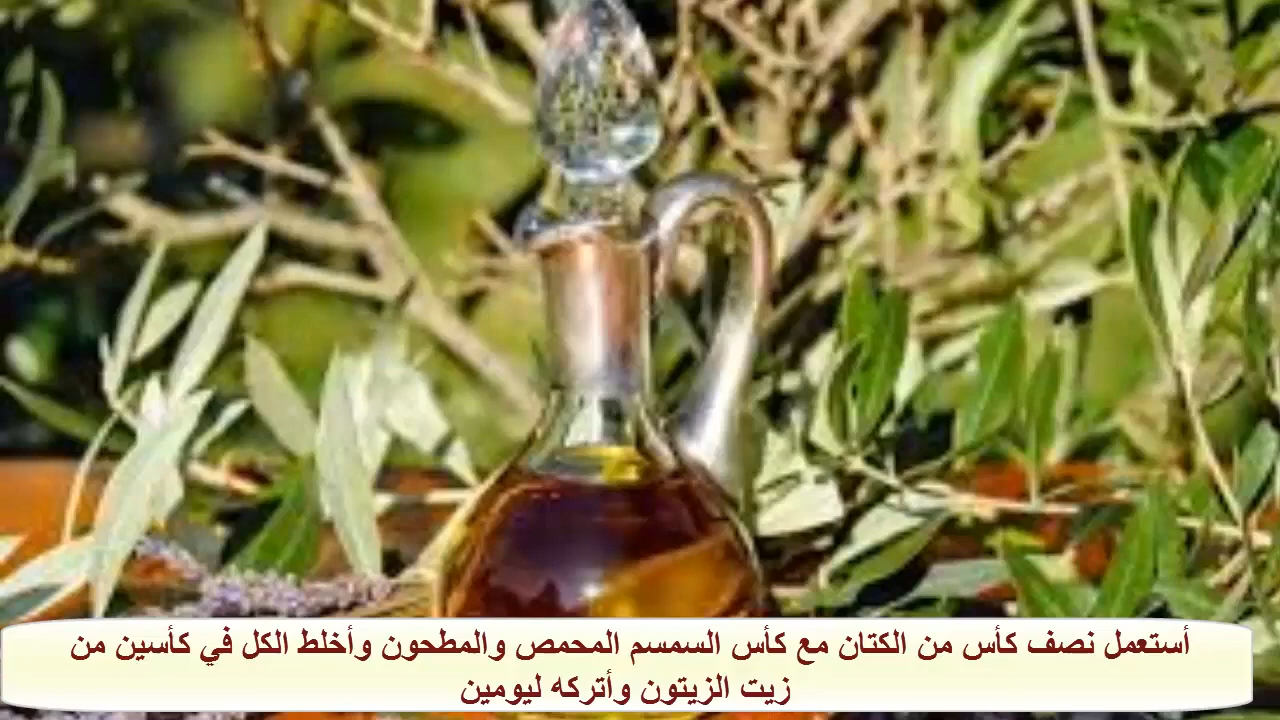 أستعمل نصف كأس من الكتان مع كأس السمسم المحمص والمطحون وأخلط الكل في كأسين من
زيت الزيتون وأتركه ليومين